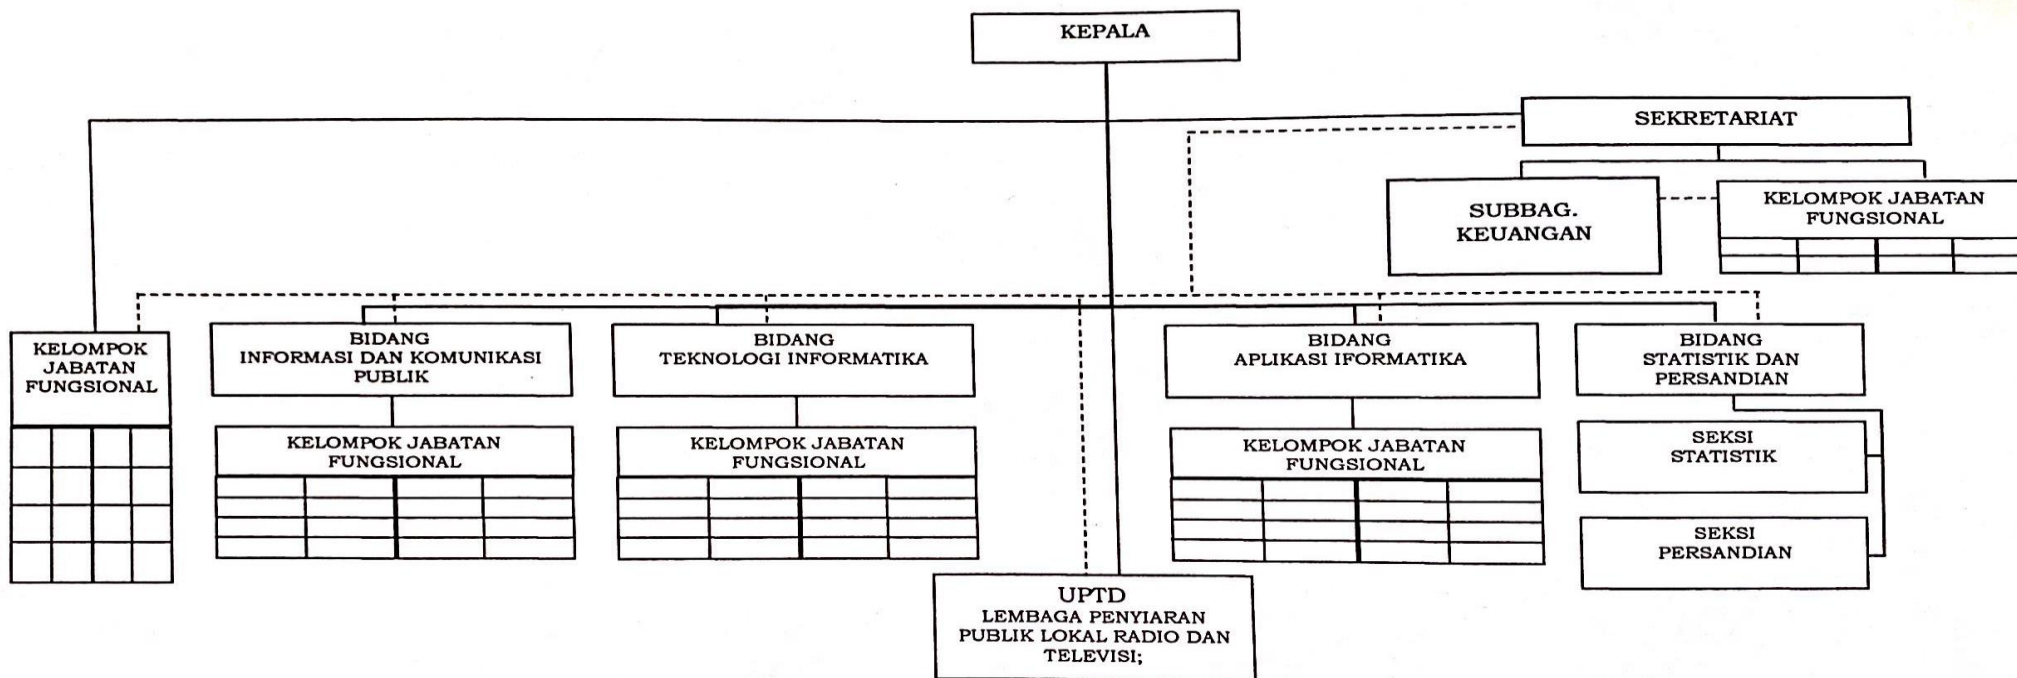 KEPALA
SEKRETARIAT
SUBBAG.
KEUANGAN
KELOMPOK JABATAN
FUNGSIONAL
KELOMPOK
JABATAN
FUNGSIONAL
BIDANG
INFORMASI DAN KOMUNIKASI
PUBLIK
BIDANG
TEKNOLOGI INFORMATIKA
BIDANG
APLIKASI IFORMATIKA
BIDANG
STATISTIK DAN
PERSANDIAN
KELOMPOK JABATAN
FUNGSIONAL
KELOMPOK JABATAN
FUNGSIONAL
KELOMPOK JABATAN
FUNGSIONAL
SEKSI
STATISTIK
SEKSI
PERSANDIAN
UPTD
LEMBAGA PENYIARAN
PUBLIK LOKAL RADIO DAN
TELEVISI;